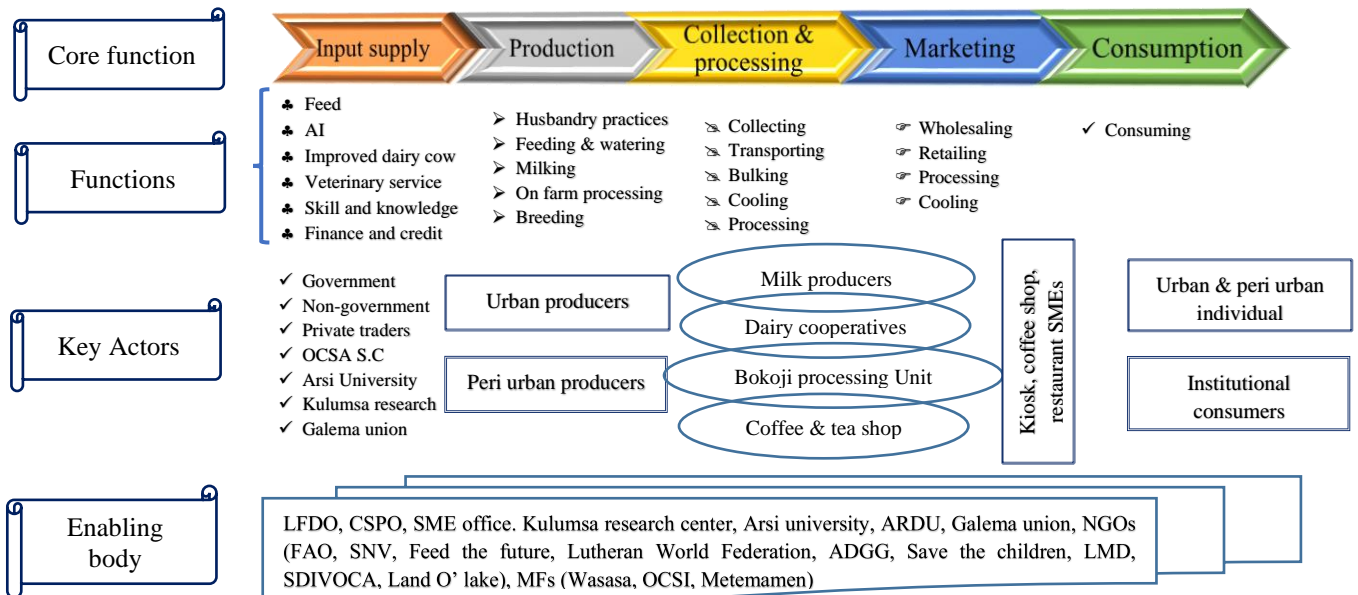 Core function
Input supply
Production
Collection &
processing
Marketing
Consumption
Functions
♣ Feed
♣ AI
♣ Improved dairy cow
♣ Veterinary service
♣ Skill and knowledge
♣ Finance and credit
➢ Husbandry practices
➢ Feeding & watering
➢ Milking
➢ On farm processing
➢ Breeding
Collecting
Transporting
Bulking
Cooling
Processing
☞ Wholesaling
☞ Retailing
☞ Processing
☞ Cooling
✓ Consuming
Key Actors
✓ Government
✓ Non-government
✓ Private traders
✓ OCSA S.C
✓ Arsi University
✓ Kulumsa research
✓ Galema union
Urban producers
Peri urban producers
Milk producers
Dairy cooperatives
Bokoji processing Unit
Coffee & tea shop
Kiosk, coffee shop,
restaurant SMEs
Urban & peri urban
individual
Institutional
consumers
Enabling
body
LFDO, CSPO, SME office. Kulumsa research center, Arsi university, ARDU, Galema union, NGOs
(FAO, SNV, Feed the future, Lutheran World Federation, ADGG, Save the children, LMD,
SDIVOCA, Land O' lake), MFs (Wasasa, OCSI, Metemamen)